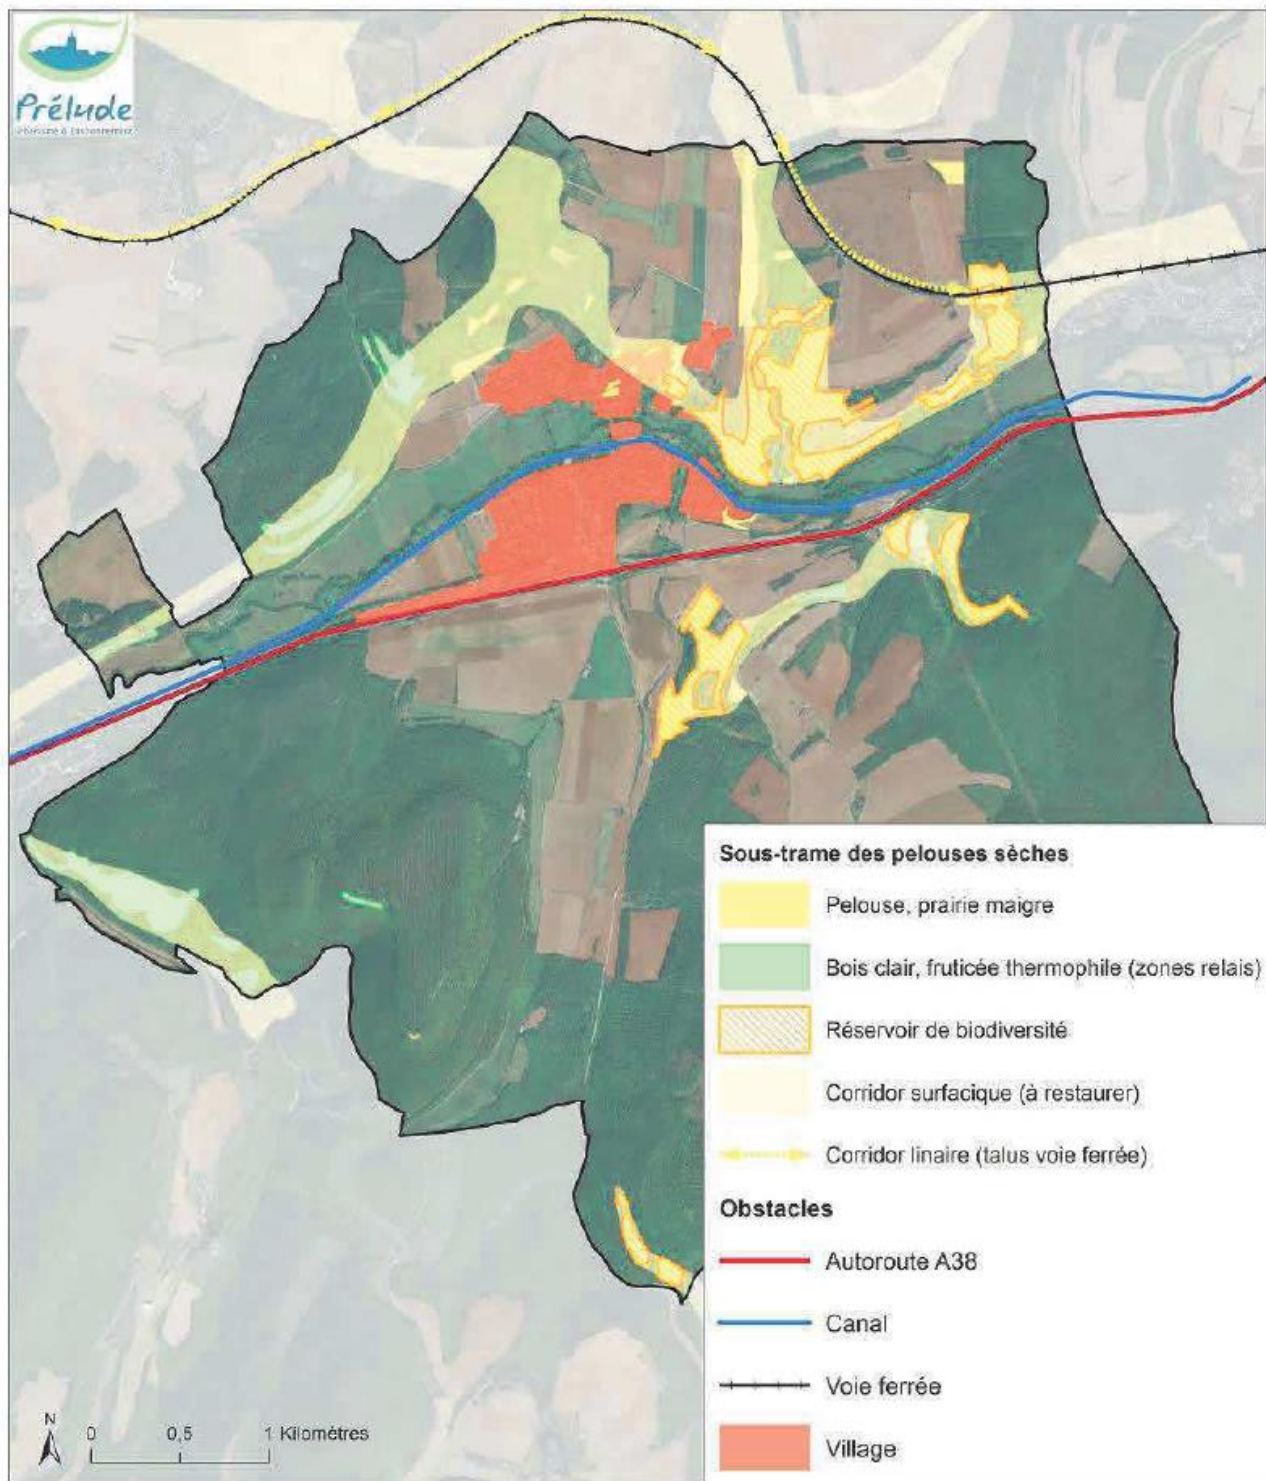 Prélude
Urbanisme & Environnement
Sous-trame des pelouses sèches
Pelouse, prairie maigre
Bois clair, fruticée thermophile (zones relais)
Réservoir de biodiversité
Corridor surfacique (à restaurer)
Corridor linaire (talus voie ferrée)
Obstacles
Autoroute A38
Canal
Voie ferrée
Village
N
0 0,5 1 Kilomètres